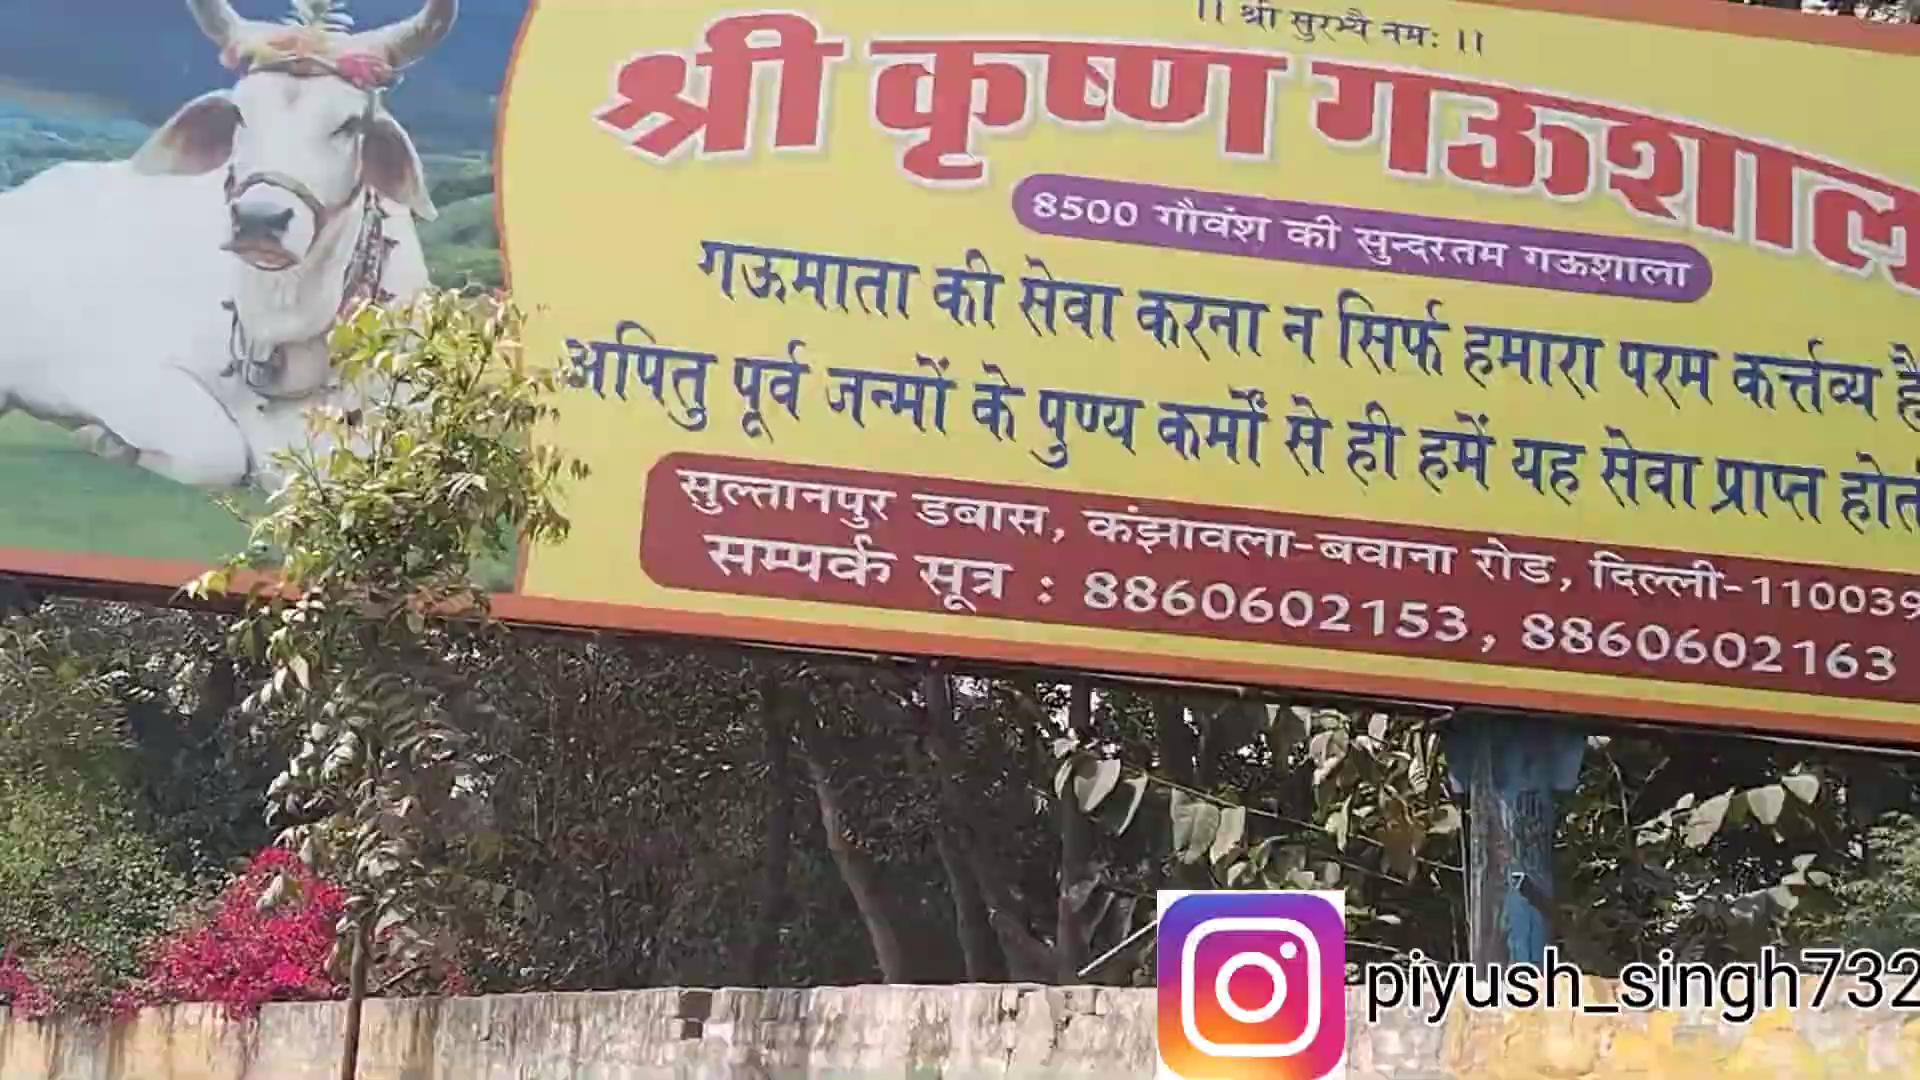 ।। श्री सुरभ्यै नमः ।।
श्री कृष्ण गऊशाल
8500 गौवंश की सुन्दरतम गऊशाला
गऊमाता की सेवा करना न सिर्फ हमारा परम कर्त्तव्य है
अपितु पूर्व जन्मों के पुण्य कर्मों से ही हमें यह सेवा प्राप्त होत
सुल्तानपुर डबास, कंझावला-बवाना रोड, दिल्ली-110039
सम्पर्क सूत्र : 8860602153, 8860602163
piyush_singh732